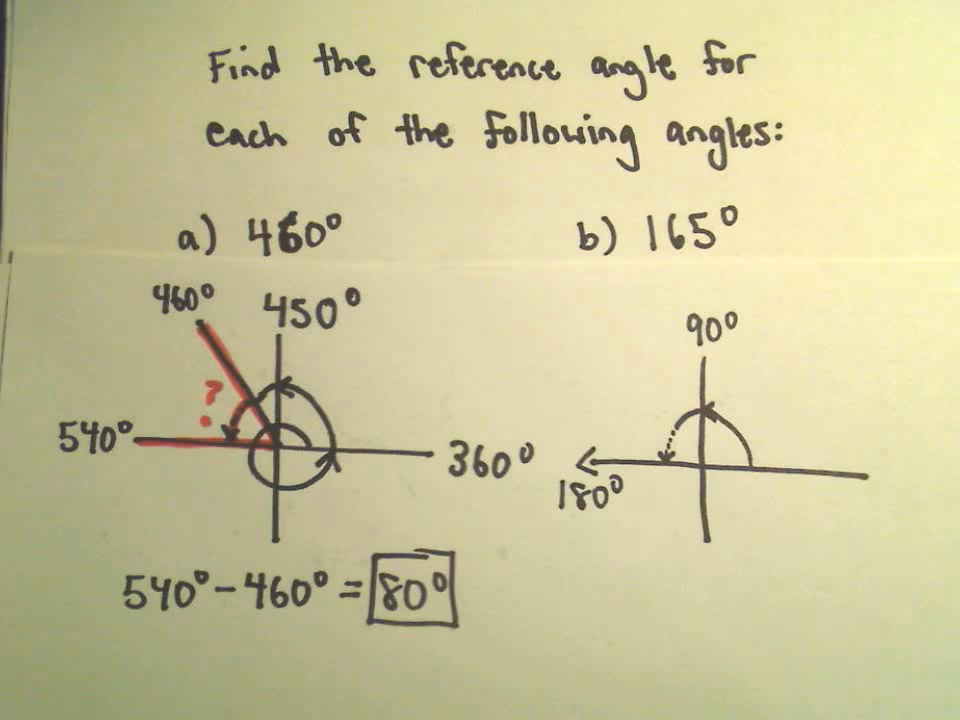 Find the reference angle for
each of the following angles:
a) 460° b) 165°
460° 450°
90°
?
540° 360° 180°
540° - 460° = 80°